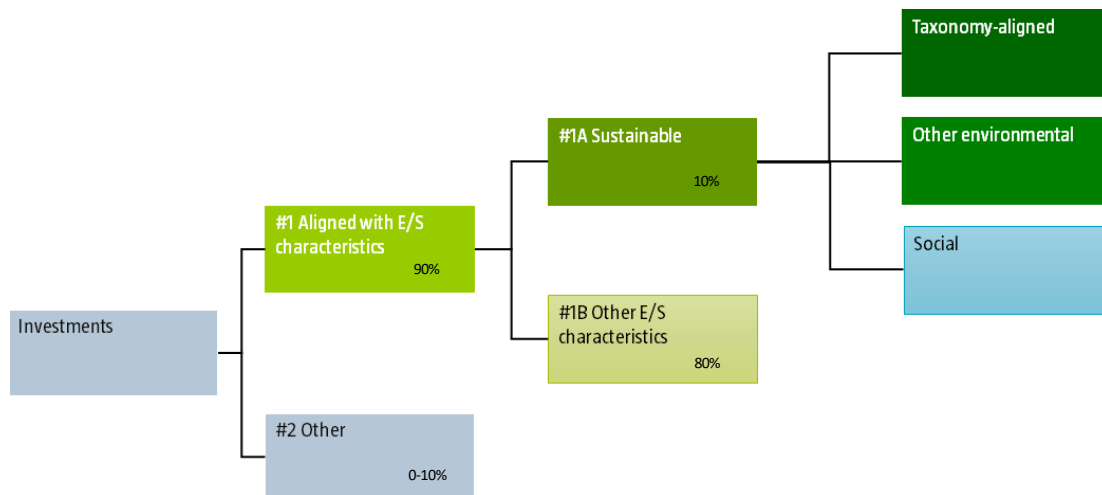 Taxonomy-aligned
#1A Sustainable
10%
Other environmental
#1 Aligned with E/S
characteristics
90%
Social
Investments
#1B Other E/S
characteristics
80%
#2 Other
0-10%